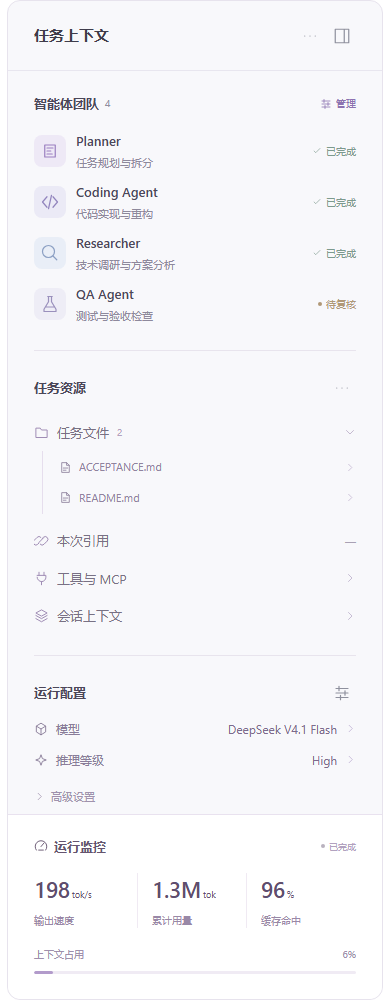 任务上下文
智能体团队 4 管理
Planner
任务规划与拆分
已完成
Coding Agent
代码实现与重构
已完成
Researcher
技术调研与方案分析
已完成
QA Agent
测试与验收检查
待复核
任务资源
任务文件 2
ACCEPTANCE.md
README.md
本次引用
工具与 MCP
会话上下文
运行配置
模型 DeepSeek V4.1 Flash
推理等级 High
高级设置
运行监控 已完成
198 tok/s 1.3M tok 96 %
输出速度 累计用量 缓存命中
上下文占用 6%